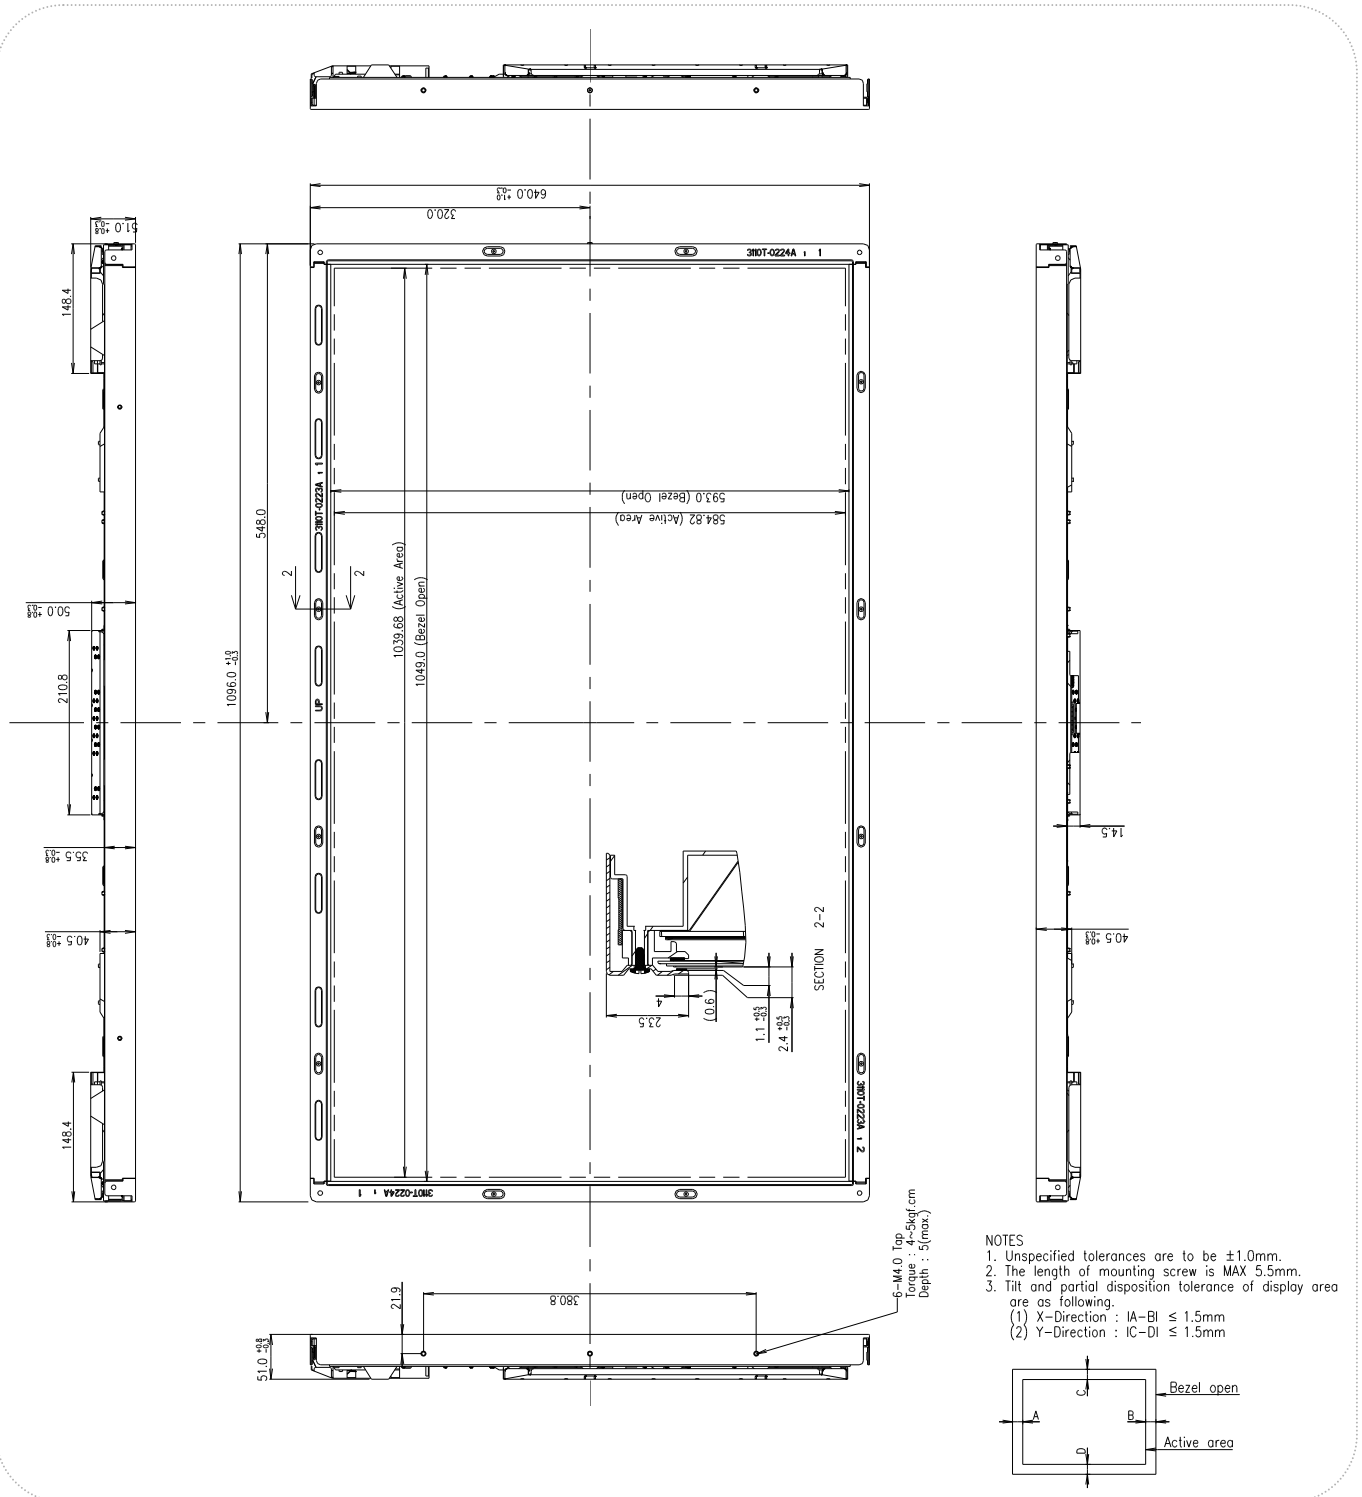 640.0 +1.0 -0.3
320.0
51.0 +0.8 -0.3
3110T-0224A : 1
148.4
548.0
3110T-0223A : 1
593.0 (Bezel Open)
584.82 (Active Area)
2 2
1039.68 (Active Area)
1049.0 (Bezel Open)
50.0 +0.8 -0.3
1096.0 +1.0 -0.3
210.8
UP
14.5
35.5 +0.8 -0.3
40.5 +0.8 -0.3
40.5 +0.8 -0.3
SECTION 2-2
4
23.5
(0.6)
1.1 +0.5 -0.3
2.4 +0.5 -0.3
3110T-0223A : 2
148.4
3110T-0224A : 1
6-M4.0 Tap
Torque : 4~5kgf.cm
Depth : 5(max.)
21.9
380.8
51.0 +0.8 -0.3
NOTES
1. Unspecified tolerances are to be ±1.0mm.
2. The length of mounting screw is MAX 5.5mm.
3. Tilt and partial disposition tolerance of display area
are as following.
(1) X-Direction : IA-BI ≤ 1.5mm
(2) Y-Direction : IC-DI ≤ 1.5mm
C
Bezel open
A B
D
Active area